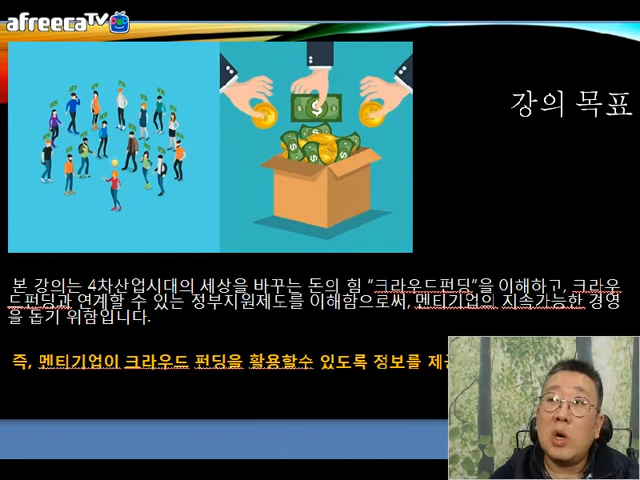 afreecaTV
강의 목표
본 강의는 4차산업시대의 세상을 바꾸는 돈의 힘 “크라우드펀딩”을 이해하고, 크라우
드펀딩과 연계할 수 있는 정부지원제도를 이해함으로써, 멘티기업의 지속가능한 경영
을 돕기 위함입니다.
즉, 멘티기업이 크라우드 펀딩을 활용할수 있도록 정보를 제